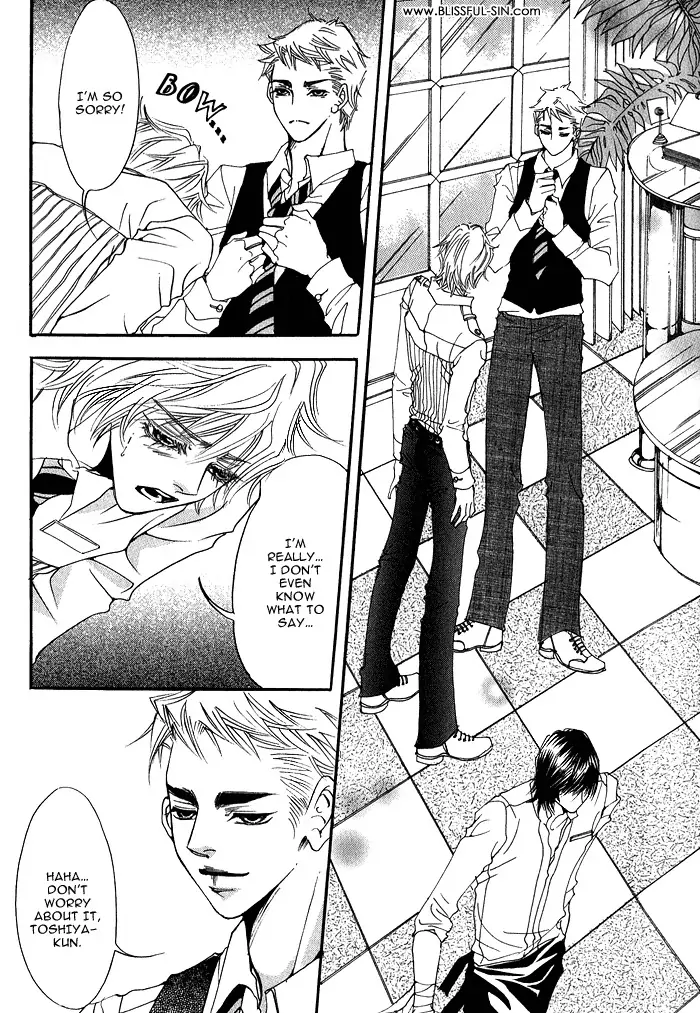 www.BLISSFUL-SIN.com
I'M SO
SORRY!
BOW...
I'M
REALLY...
I DON'T
EVEN
KNOW
WHAT TO
SAY...
HAHA...
DON'T
WORRY
ABOUT IT,
TOSHIYA-
KUN.